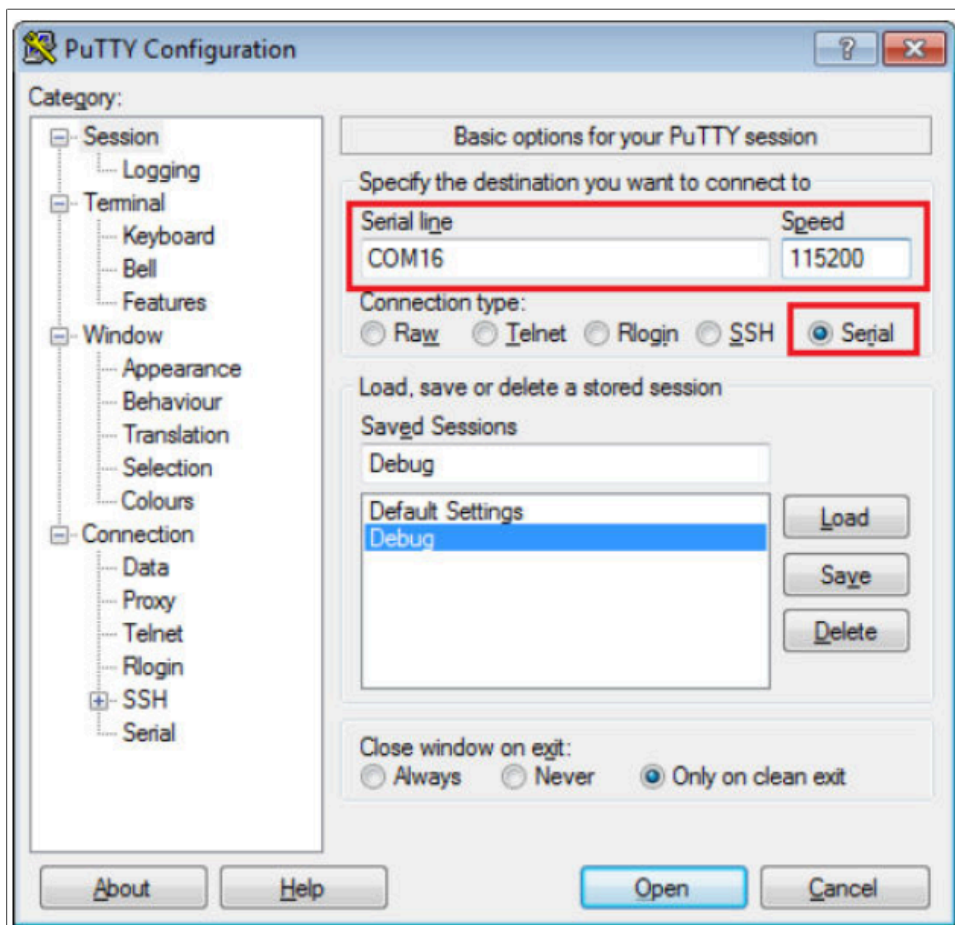 PuTTY Configuration
Category:
Session
Logging
Terminal
Keyboard
Bell
Features
Window
Appearance
Behaviour
Translation
Selection
Colours
Connection
Data
Proxy
Telnet
Rlogin
SSH
Serial
Basic options for your PuTTY session
Specify the destination you want to connect to
Serial line Speed
COM16 115200
Connection type:
Raw Telnet Rlogin SSH Serial
Load, save or delete a stored session
Saved Sessions
Debug
Default Settings
Debug
Load
Save
Delete
Close window on exit:
Always Never Only on clean exit
About Help Open Cancel